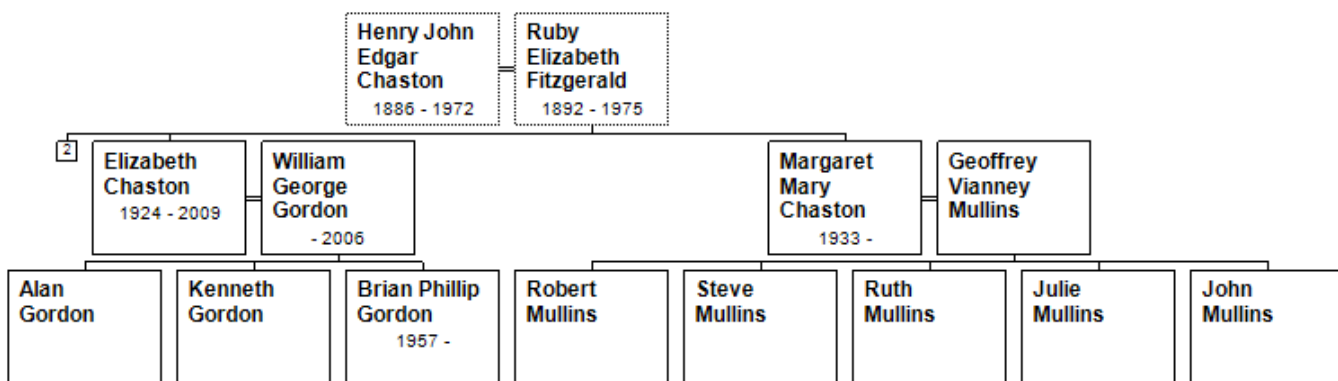 Henry John
Edgar
Chaston
1886 - 1972
Ruby
Elizabeth
Fitzgerald
1892 - 1975
2
Elizabeth
Chaston
1924 - 2009
William
George
Gordon
- 2006
Margaret
Mary
Chaston
1933 -
Geoffrey
Vianney
Mullins
Alan
Gordon
Kenneth
Gordon
Brian Phillip
Gordon
1957 -
Robert
Mullins
Steve
Mullins
Ruth
Mullins
Julie
Mullins
John
Mullins